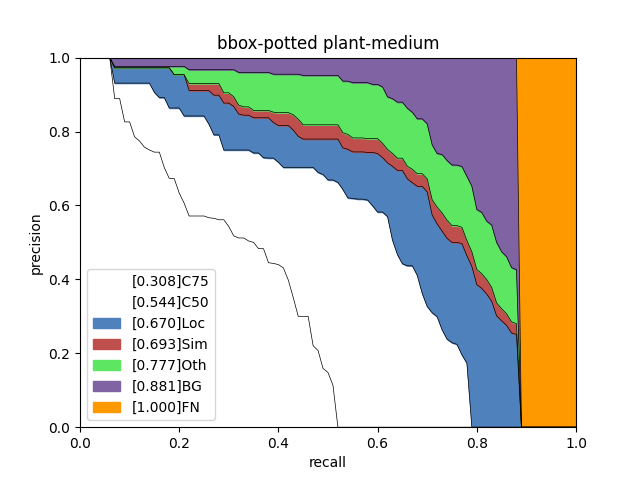 bbox-potted plant-medium
precision
1.0
0.8
0.6
0.4
0.2
0.0
[0.308]C75
[0.544]C50
[0.670]Loc
[0.693]Sim
[0.777]Oth
[0.881]BG
[1.000]FN
0.0 0.2 0.4 0.6 0.8 1.0
recall